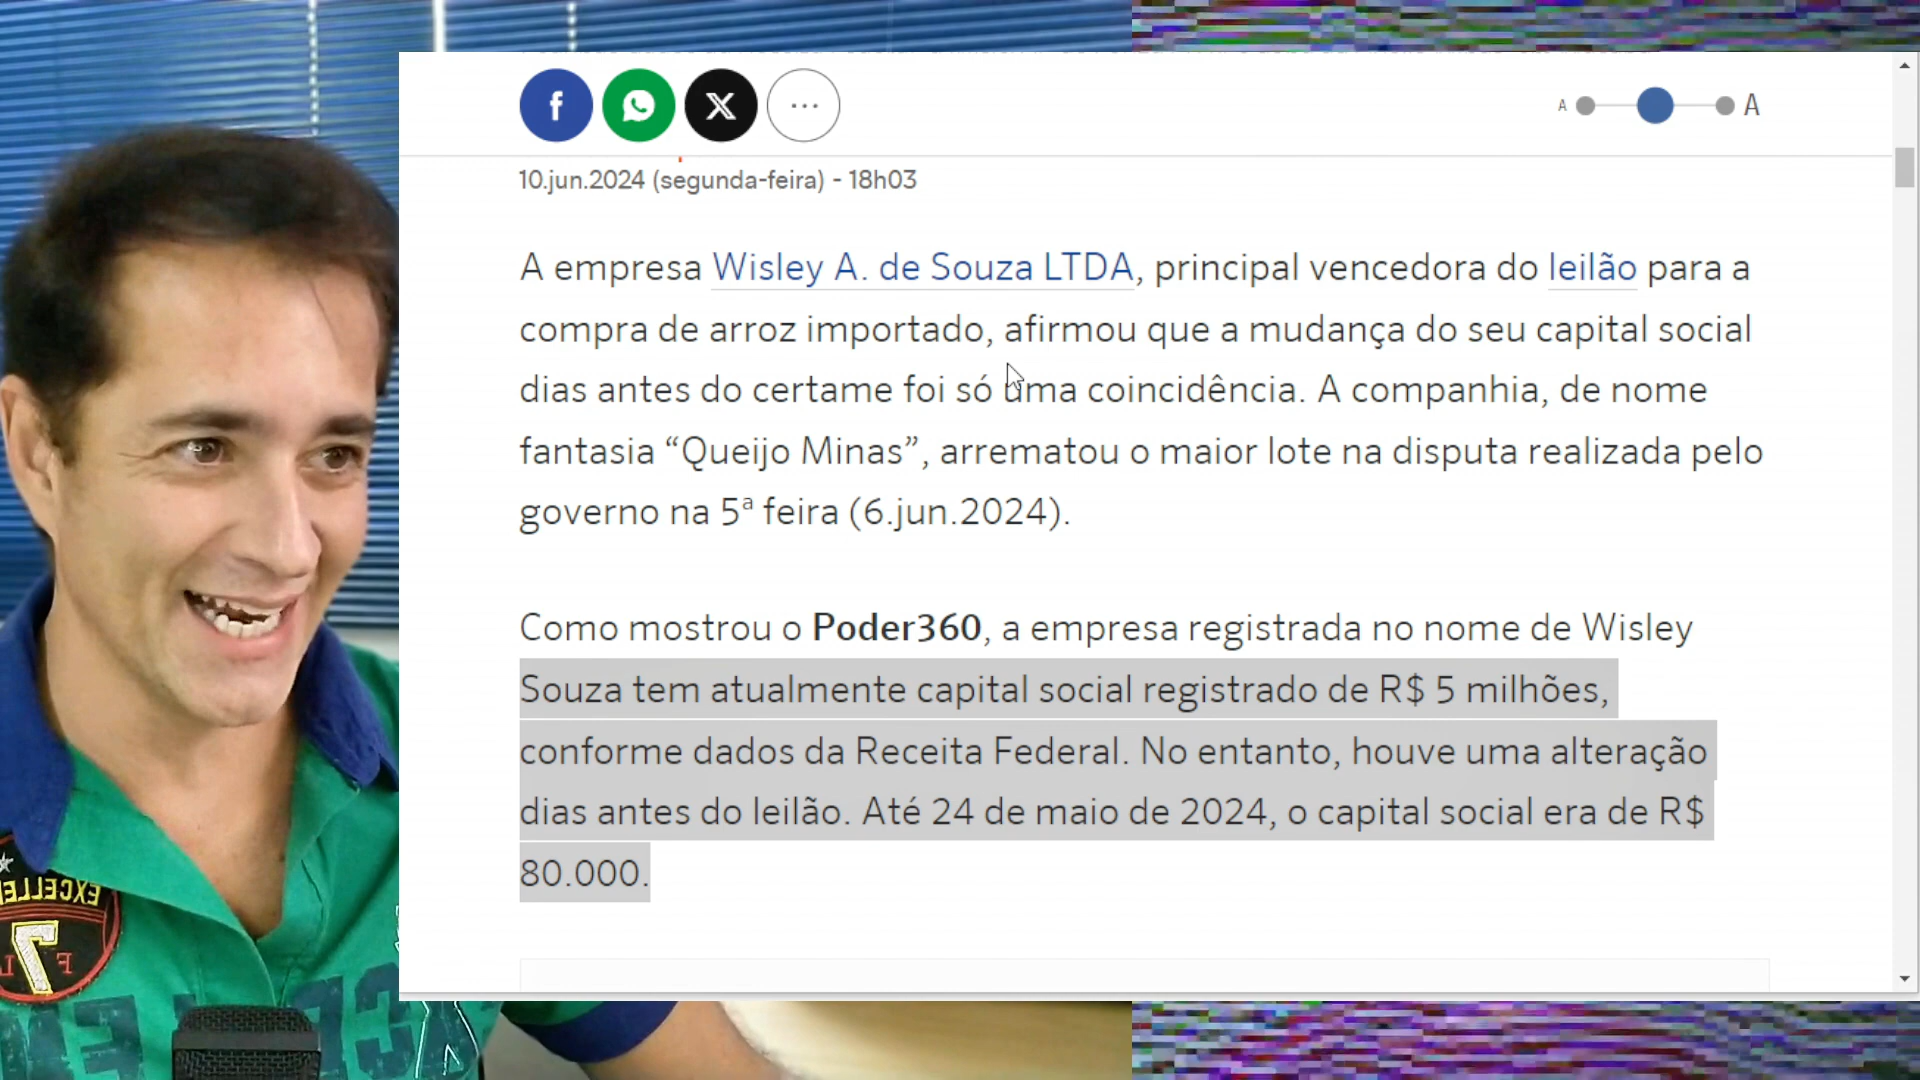 f
X
A A
10.jun.2024 (segunda-feira) - 18h03
A empresa Wisley A. de Souza LTDA, principal vencedora do leilão para a
compra de arroz importado, afirmou que a mudança do seu capital social
dias antes do certame foi só uma coincidência. A companhia, de nome
fantasia “Queijo Minas”, arrematou o maior lote na disputa realizada pelo
governo na 5ª feira (6.jun.2024).
Como mostrou o Poder360, a empresa registrada no nome de Wisley
Souza tem atualmente capital social registrado de R$ 5 milhões,
conforme dados da Receita Federal. No entanto, houve uma alteração
dias antes do leilão. Até 24 de maio de 2024, o capital social era de R$
80.000.
7